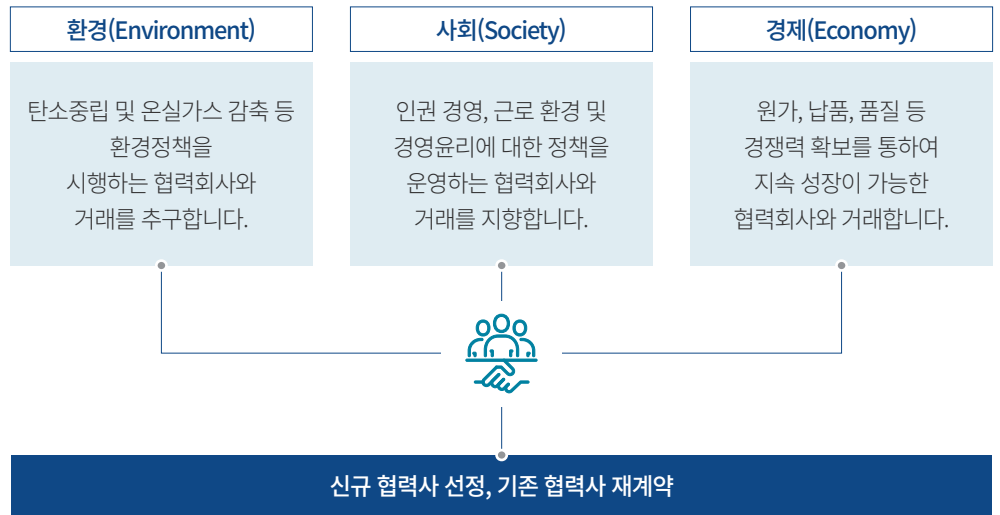 환경(Environment)
탄소중립 및 온실가스 감축 등
환경정책을
시행하는 협력회사와
거래를 추구합니다.
사회(Society)
인권 경영, 근로 환경 및
경영윤리에 대한 정책을
운영하는 협력회사와
거래를 지향합니다.
경제(Economy)
원가, 납품, 품질 등
경쟁력 확보를 통하여
지속 성장이 가능한
협력회사와 거래합니다.
신규 협력사 선정, 기존 협력사 재계약